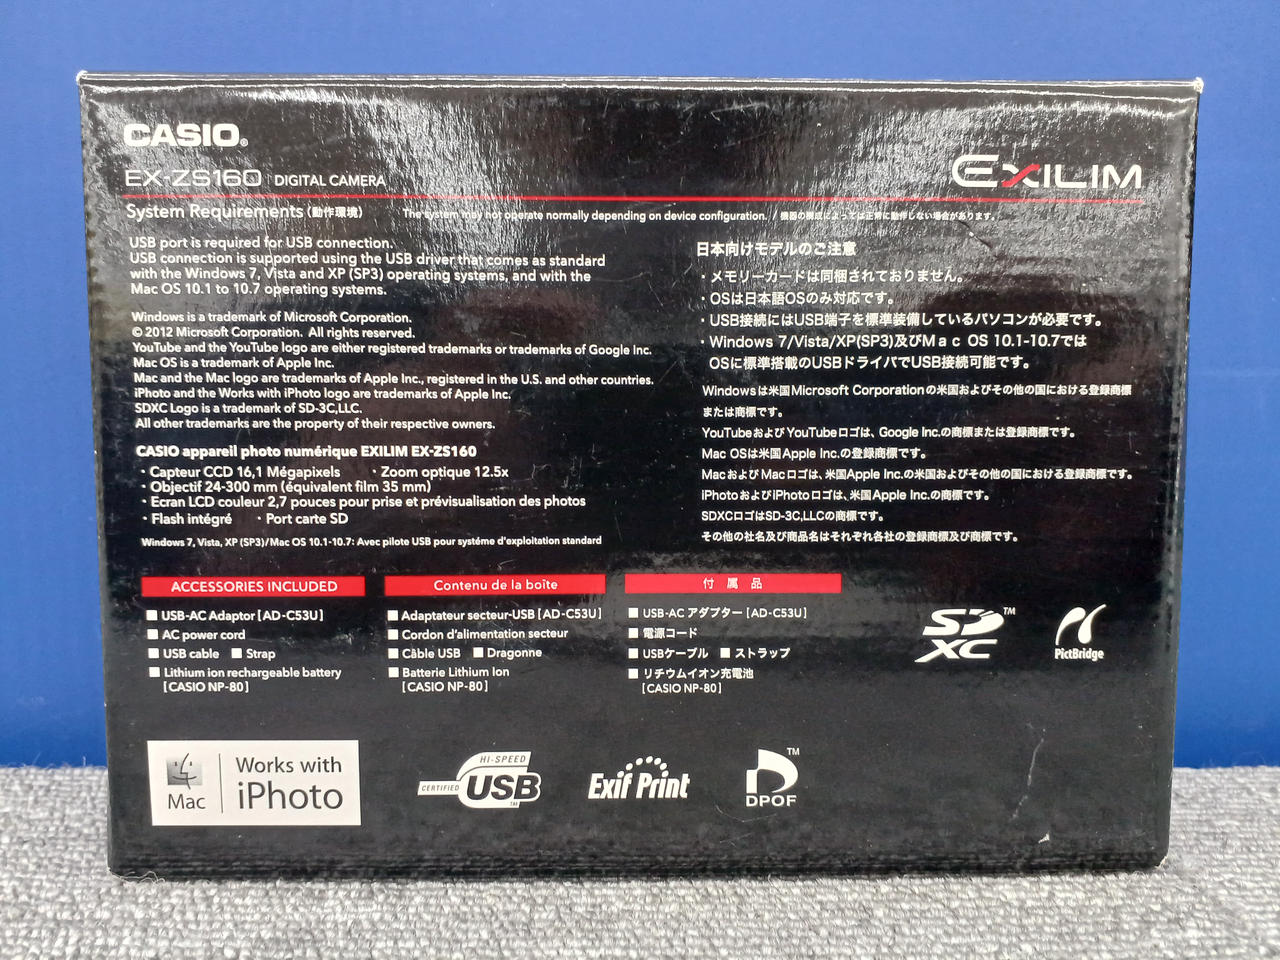 CASIO®
EX-ZS160 DIGITAL CAMERA
EXILIM
System Requirements (動作環境)
The system may not operate normally depending on device configuration. / 機器の構成によっては正常に動作しない場合があります。
USB port is required for USB connection.
USB connection is supported using the USB driver that comes as standard
with the Windows 7, Vista and XP (SP3) operating systems, and with the
Mac OS 10.1 to 10.7 operating systems.
Windows is a trademark of Microsoft Corporation.
© 2012 Microsoft Corporation. All rights reserved.
YouTube and the YouTube logo are either registered trademarks or trademarks of Google Inc.
Mac OS is a trademark of Apple Inc.
Mac and the Mac logo are trademarks of Apple Inc., registered in the U.S. and other countries.
iPhoto and the Works with iPhoto logo are trademarks of Apple Inc.
SDXC Logo is a trademark of SD-3C,LLC.
All other trademarks are the property of their respective owners.
CASIO appareil photo numérique EXILIM EX-ZS160
・Capteur CCD 16,1 Mégapixels ・Zoom optique 12.5x
・Objectif 24-300 mm (équivalent film 35 mm)
・Ecran LCD couleur 2,7 pouces pour prise et prévisualisation des photos
・Flash intégré ・Port carte SD
Windows 7, Vista, XP (SP3)/Mac OS 10.1-10.7: Avec pilote USB pour systéme d'exploitation standard
日本向けモデルのご注意
・メモリーカードは同梱されておりません。
・OSは日本語OSのみ対応です。
・USB接続にはUSB端子を標準装備しているパソコンが必要です。
・Windows 7/Vista/XP(SP3)及びMac OS 10.1-10.7では
OSに標準搭載のUSBドライバでUSB接続可能です。
Windowsは米国Microsoft Corporationの米国およびその他の国における登録商標
または商標です。
YouTubeおよびYouTubeロゴは、Google Inc.の商標または登録商標です。
Mac OSは米国Apple Inc.の登録商標です。
MacおよびMacロゴは、米国Apple Inc.の米国およびその他の国における登録商標です。
iPhotoおよびiPhotoロゴは、米国Apple Inc.の商標です。
SDXCロゴはSD-3C,LLCの商標です。
その他の社名及び商品名はそれぞれ各社の登録商標及び商標です。
ACCESSORIES INCLUDED
■ USB-AC Adaptor [AD-C53U]
■ AC power cord
■ USB cable ■ Strap
■ Lithium ion rechargeable battery
[CASIO NP-80]
Contenu de la boîte
■ Adaptateur secteur-USB [AD-C53U]
■ Cordon d'alimentation secteur
■ Câble USB ■ Dragonne
■ Batterie Lithium Ion
[CASIO NP-80]
付属品
■ USB-AC アダプター [AD-C53U]
■ 電源コード
■ USBケーブル ■ ストラップ
■ リチウムイオン充電池
[CASIO NP-80]
SD XC™
PictBridge
Mac
Works with
iPhoto
HI-SPEED
CERTIFIED USB™
Exif Print
DPOF™